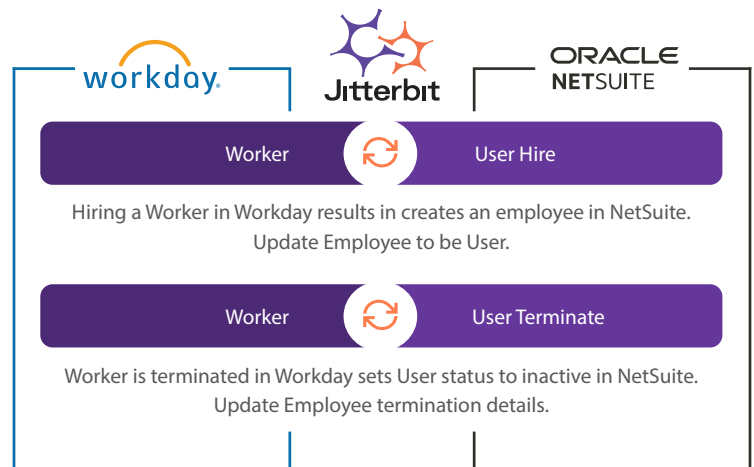 workday.
Jitterbit
ORACLE
NETSUITE
Worker
User Hire
Hiring a Worker in Workday results in creates an employee in NetSuite.
Update Employee to be User.
Worker
User Terminate
Worker is terminated in Workday sets User status to inactive in NetSuite.
Update Employee termination details.